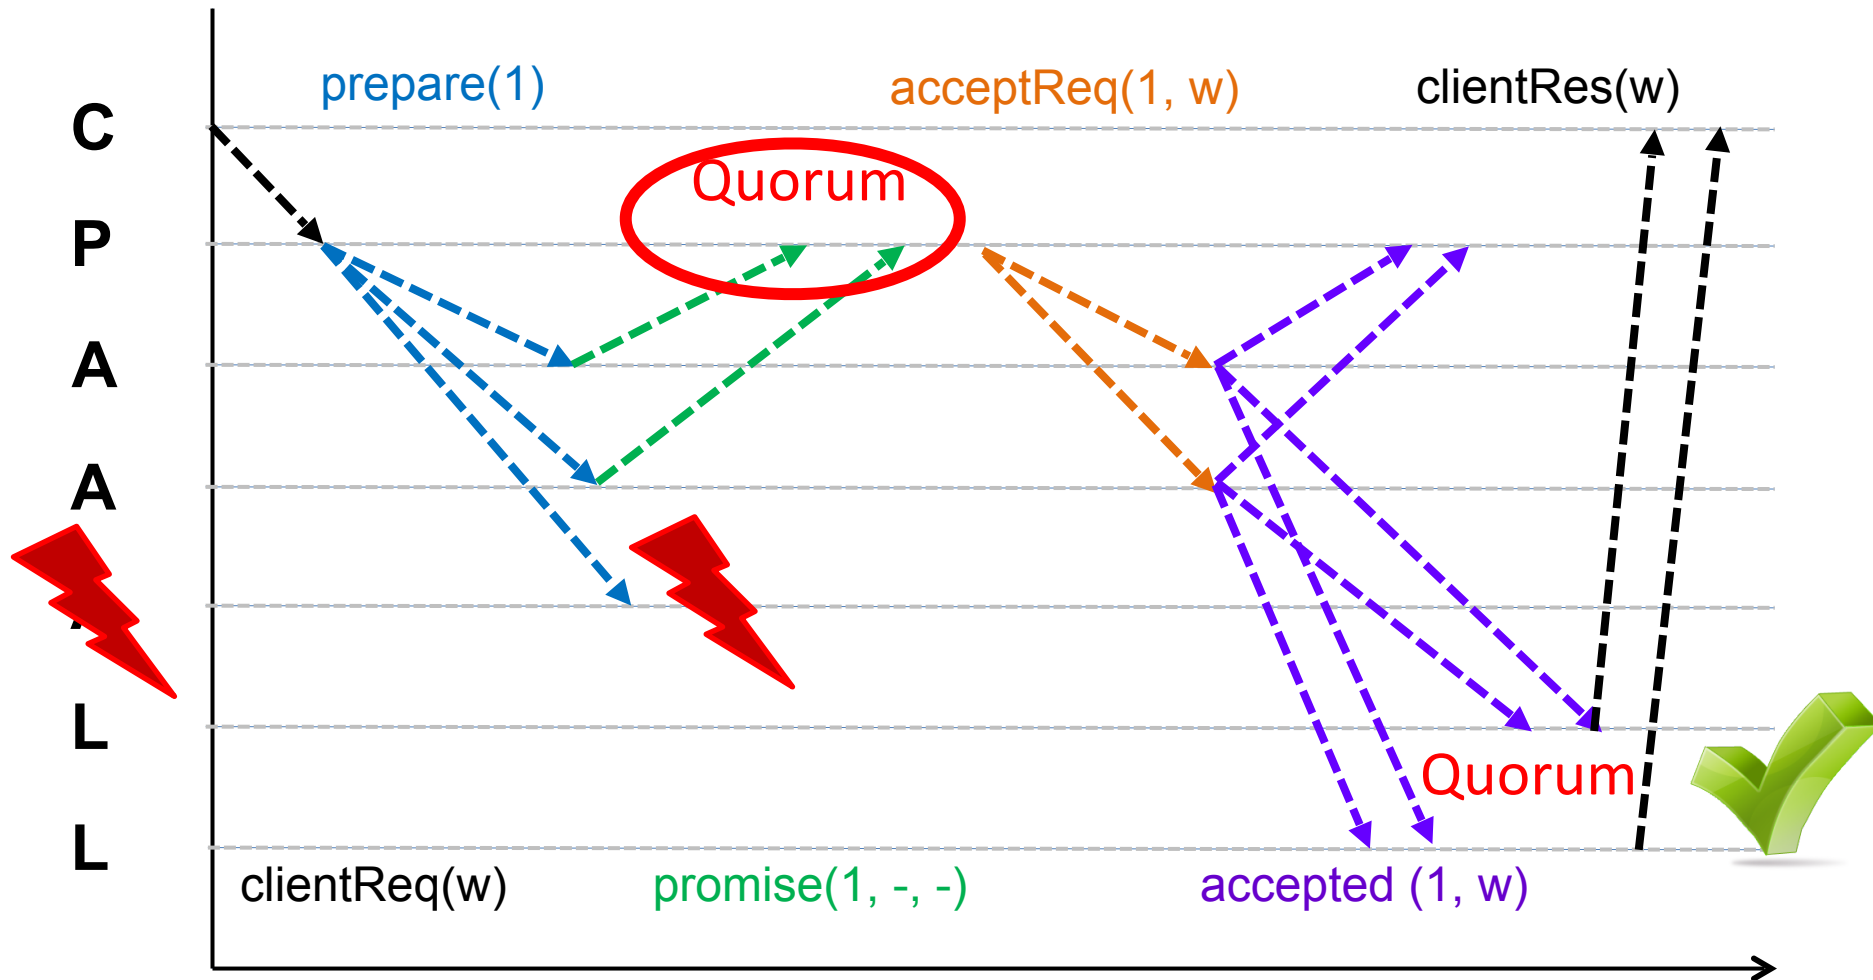 prepare(1)
acceptReq(1, w)
clientRes(w)
C
Quorum
P
A
A
L
Quorum
L
clientReq(w)
promise(1, -, -)
accepted (1, w)